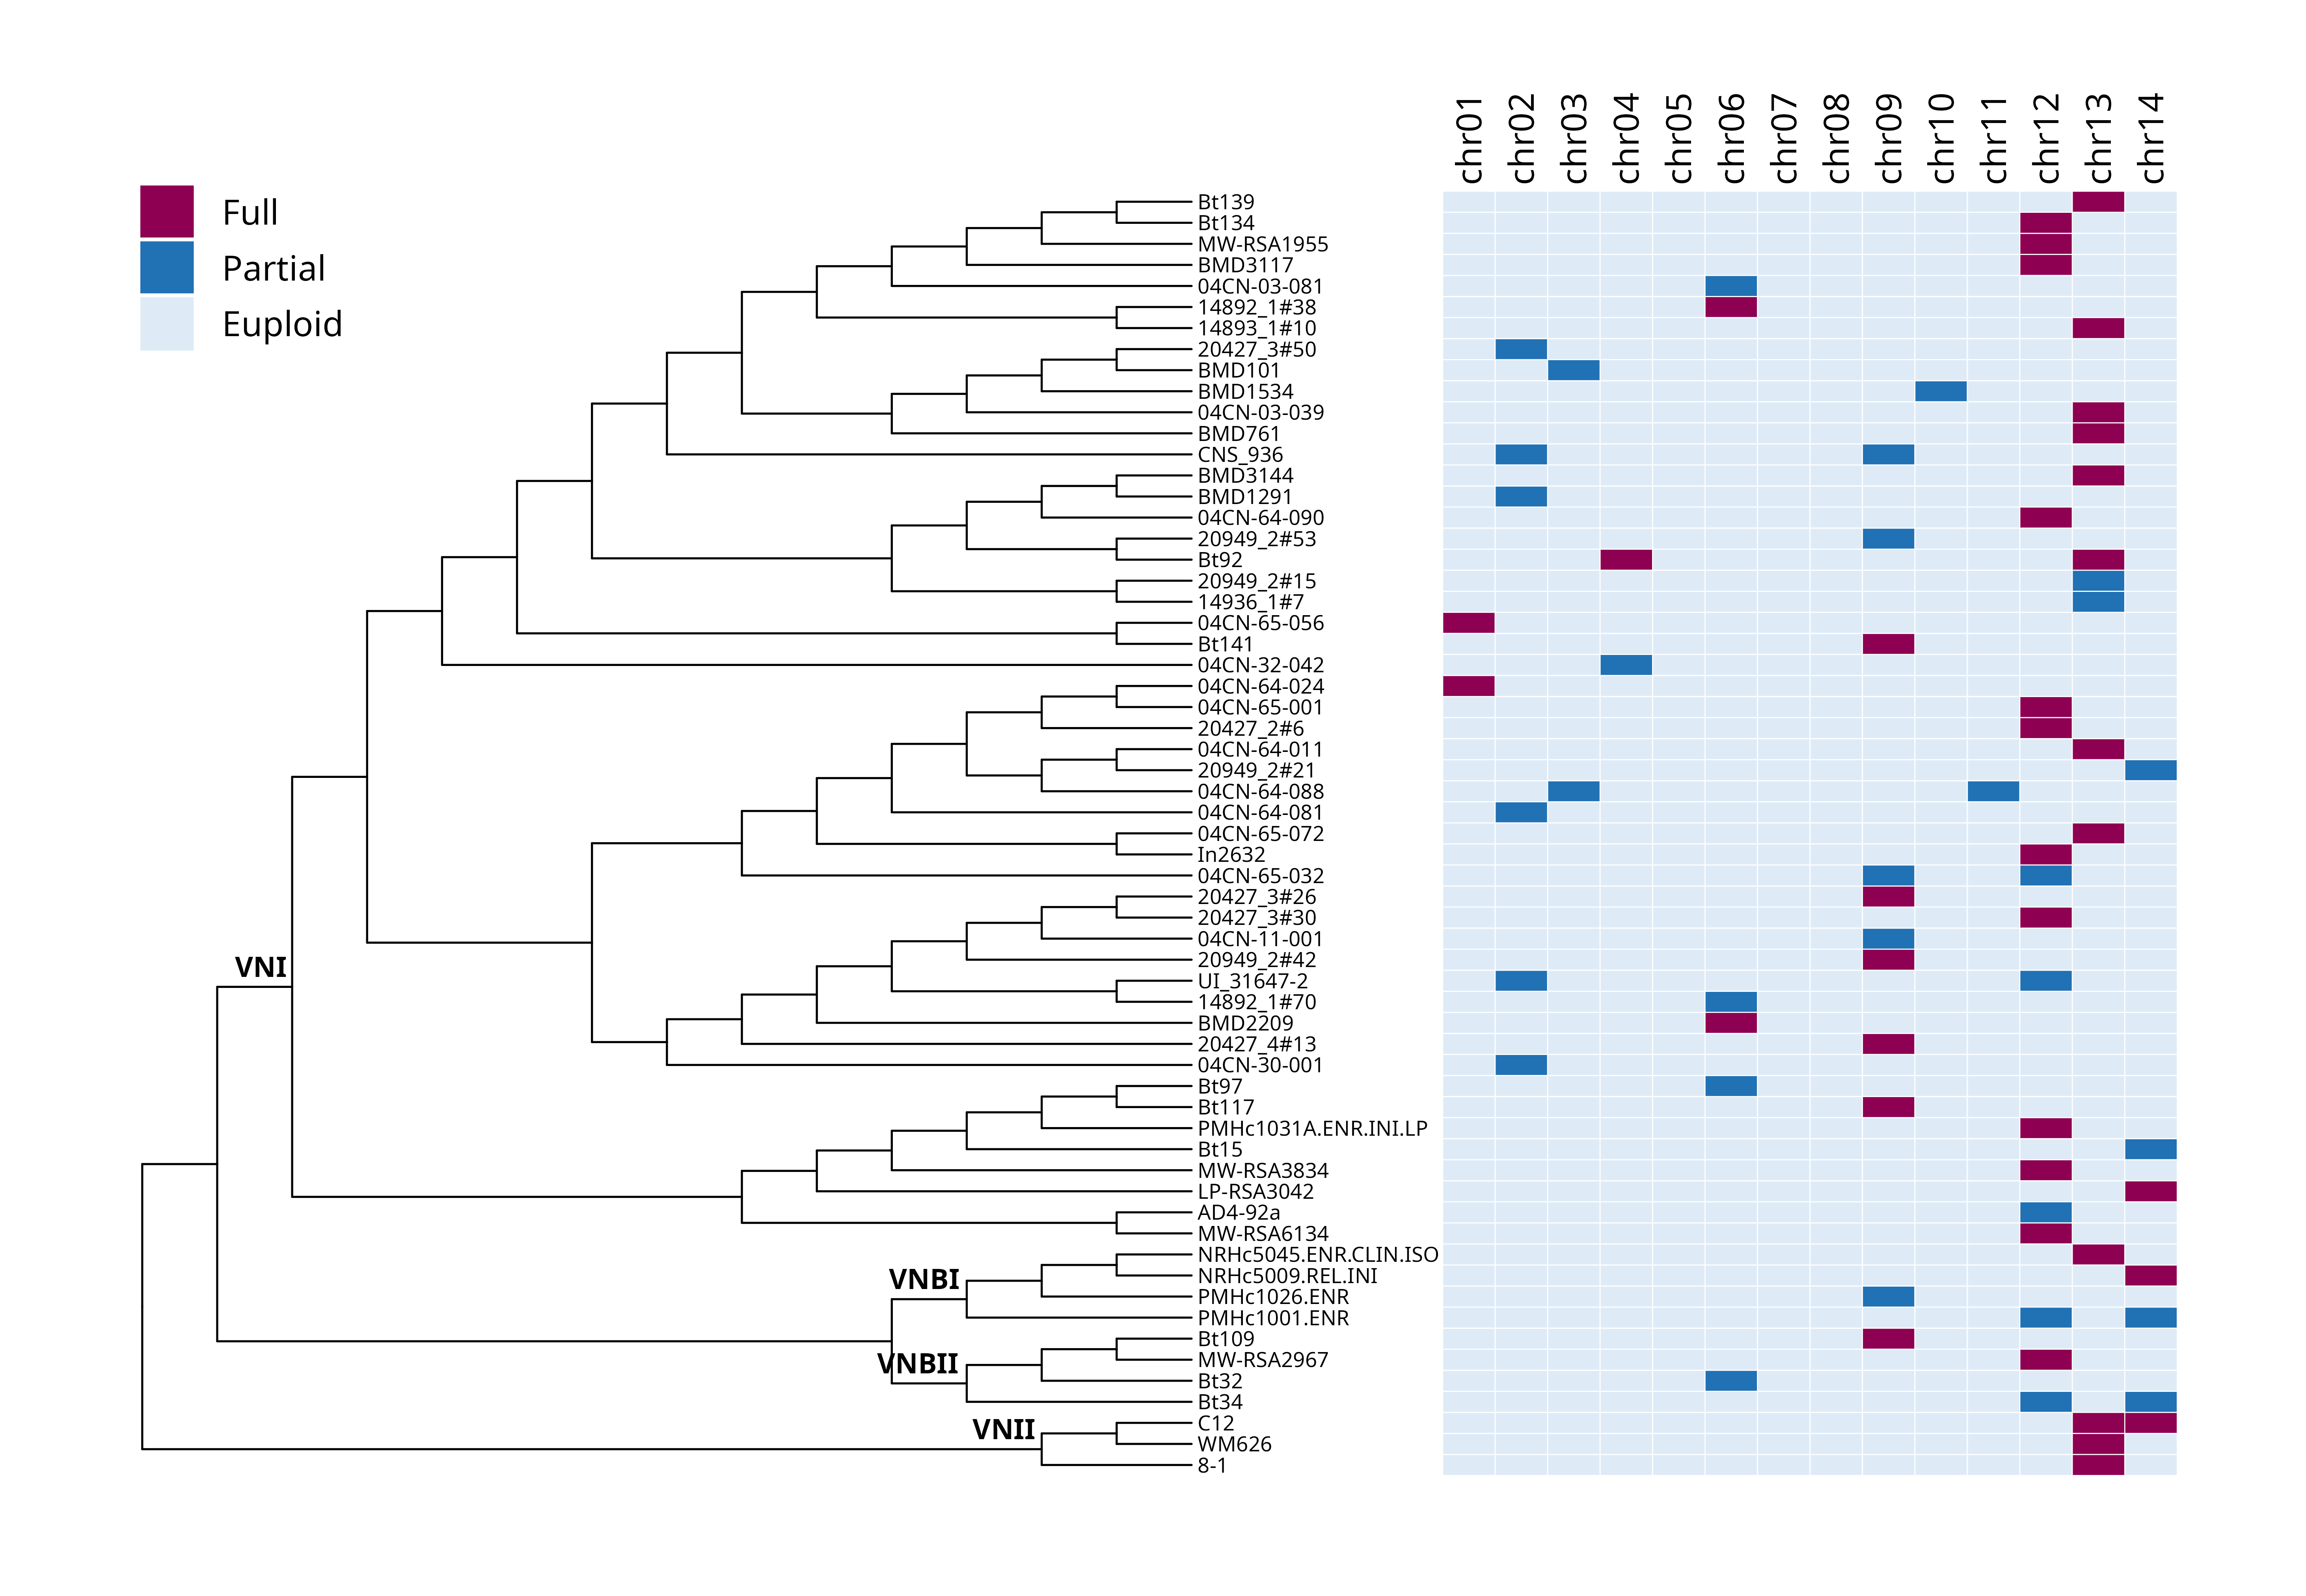 chr01 chr02 chr03 chr04 chr05 chr06 chr07 chr08 chr09 chr10 chr11 chr12 chr13 chr14
Full
Partial
Euploid
Bt139
Bt134
MW-RSA1955
BMD3117
04CN-03-081
14892_1#38
14893_1#10
20427_3#50
BMD101
BMD1534
04CN-03-039
BMD761
CNS_936
BMD3144
BMD1291
04CN-64-090
20949_2#53
Bt92
20949_2#15
14936_1#7
04CN-65-056
Bt141
04CN-32-042
04CN-64-024
04CN-65-001
20427_2#6
04CN-64-011
20949_2#21
04CN-64-088
04CN-64-081
04CN-65-072
In2632
04CN-65-032
20427_3#26
20427_3#30
04CN-11-001
20949_2#42
VNI
UI_31647-2
14892_1#70
BMD2209
20427_4#13
04CN-30-001
Bt97
Bt117
PMHc1031A.ENR.INI.LP
Bt15
MW-RSA3834
LP-RSA3042
AD4-92a
MW-RSA6134
NRHc5045.ENR.CLIN.ISO
VNBI
NRHc5009.REL.INI
PMHc1026.ENR
PMHc1001.ENR
Bt109
MW-RSA2967
VNBII
Bt32
Bt34
C12
VNII
WM626
8-1